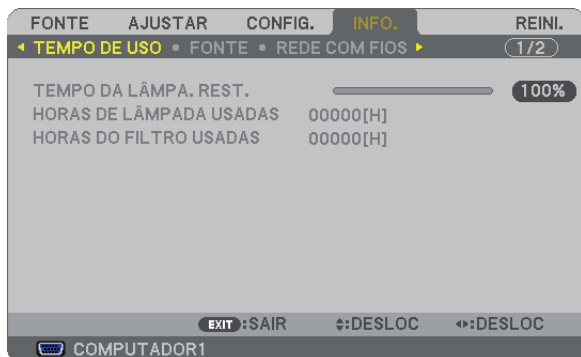 FONTE AJUSTAR CONFIG. INFO. REINI.
TEMPO DE USO • FONTE • REDE COM FIOS 1/2
TEMPO DA LÂMPA. REST. 100%
HORAS DE LÂMPADA USADAS 00000[H]
HORAS DO FILTRO USADAS 00000[H]
EXIT :SAIR :DESLOC :DESLOC
COMPUTADOR1